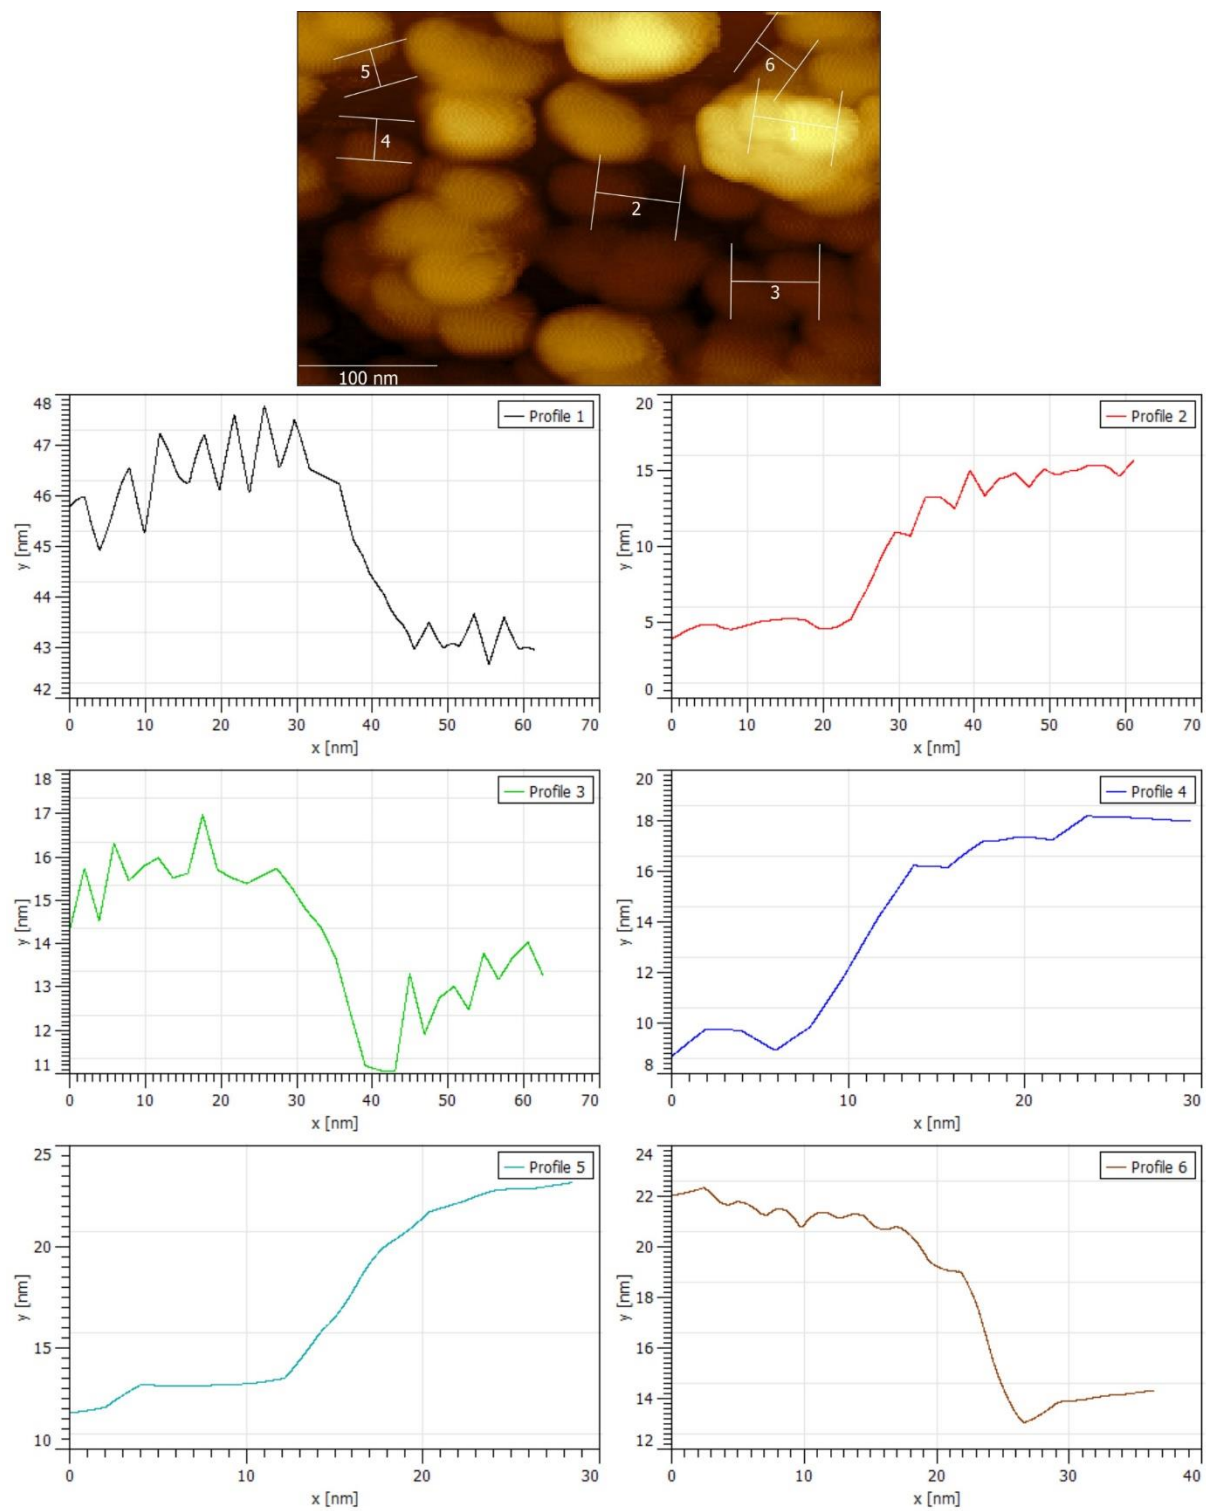 5
6
1
4
2
3
100 nm
48
47
46
45
44
43
42
y [nm]
0 10 20 30 40 50 60 70
x [nm]
Profile 1
20
15
10
5
0
y [nm]
0 10 20 30 40 50 60 70
x [nm]
Profile 2
18
17
16
15
14
13
12
11
y [nm]
0 10 20 30 40 50 60 70
x [nm]
Profile 3
20
18
16
14
12
10
8
y [nm]
0 10 20 30
x [nm]
Profile 4
25
20
15
10
y [nm]
0 10 20 30
x [nm]
Profile 5
24
22
20
18
16
14
12
y [nm]
0 10 20 30 40
x [nm]
Profile 6